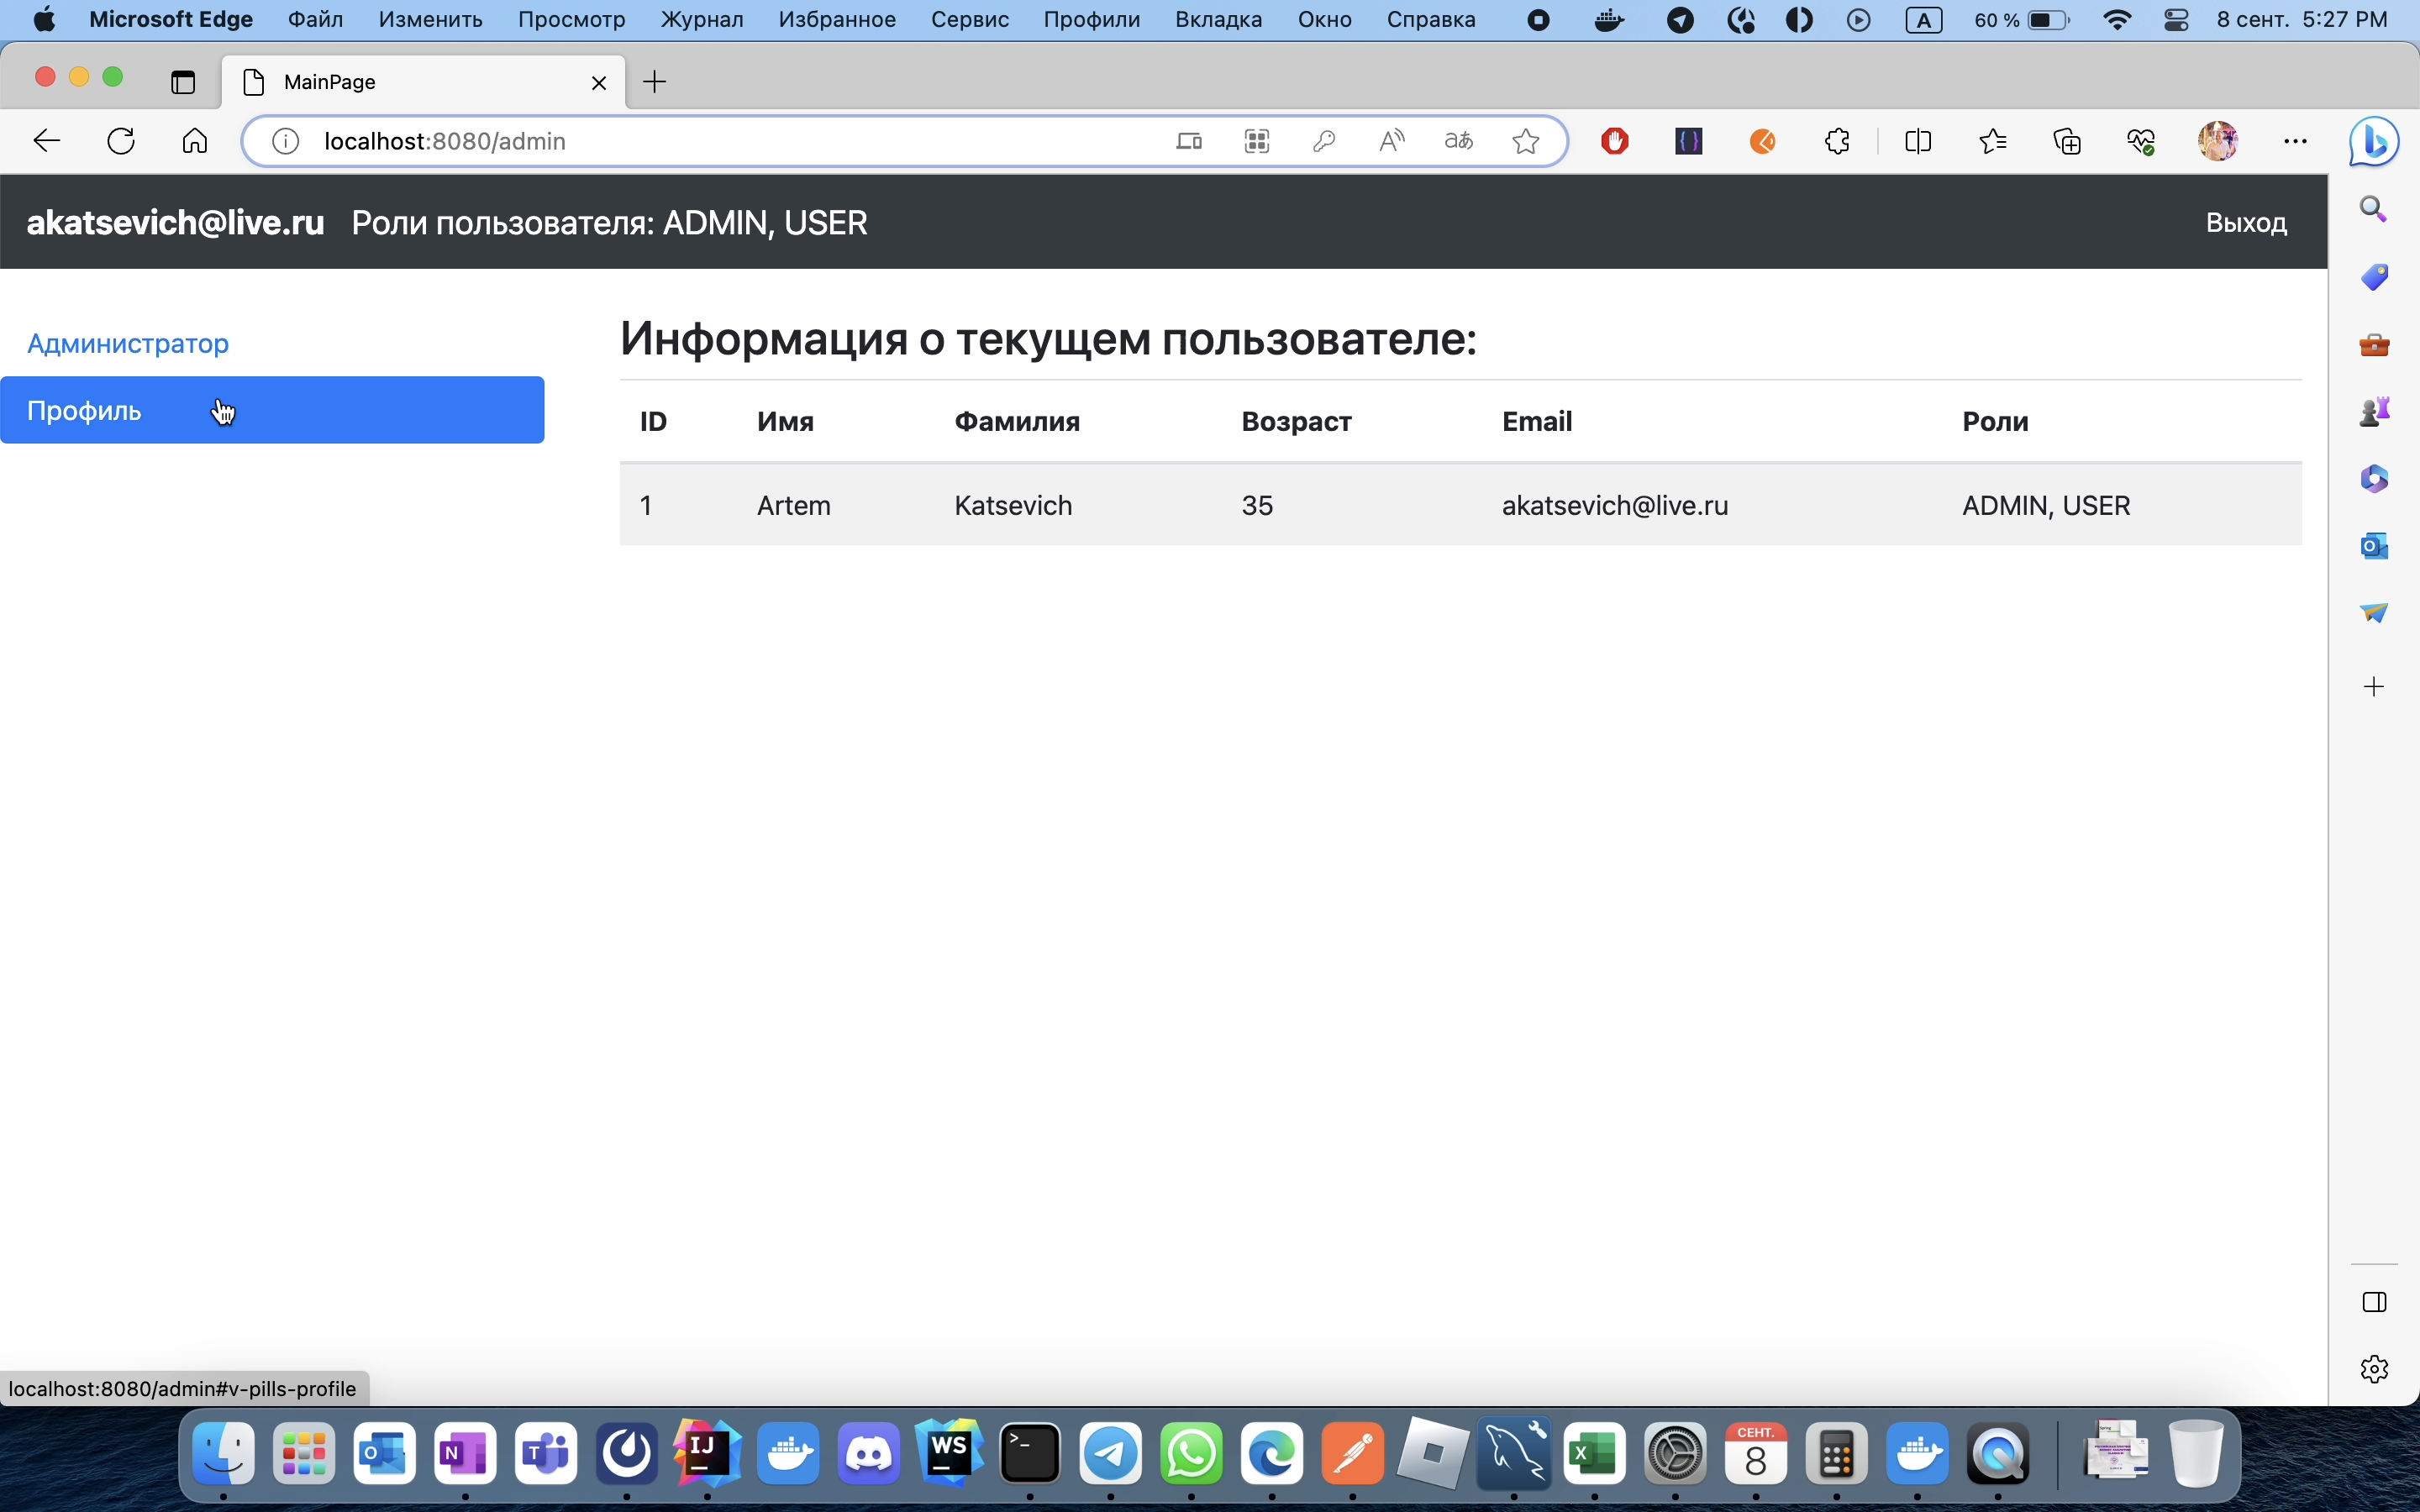 Microsoft Edge Файл Изменить Просмотр Журнал Избранное Сервис Профили Вкладка Окно Справка A 60 % 8 сент. 5:27 PM
MainPage
localhost:8080/admin
akatsevich@live.ru Роли пользователя: ADMIN, USER Выход
Администратор
Профиль
Информация о текущем пользователе:
ID Имя Фамилия Возраст Email Роли
1 Artem Katsevich 35 akatsevich@live.ru ADMIN, USER
localhost:8080/admin#v-pills-profile
СЕНТ.
8